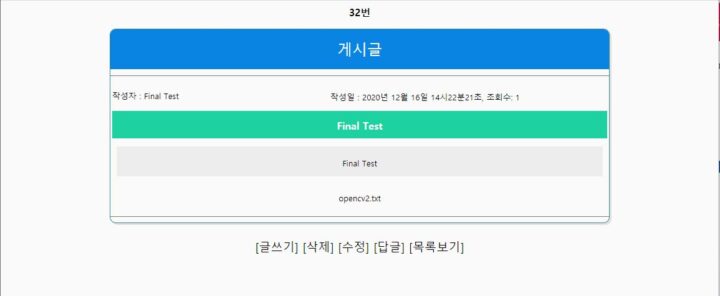 32번
게시글
작성자 : Final Test 작성일 : 2020년 12월 16일 14시22분21초, 조회수: 1
Final Test
Final Test
opencv2.txt
[글쓰기] [삭제] [수정] [답글] [목록보기]